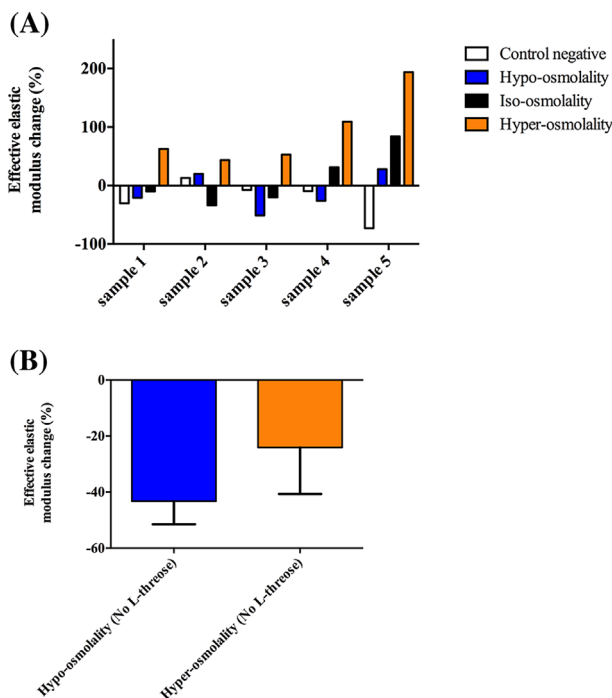 (A)
Effective elastic
modulus change (%)
200
100
0
-100
sample 1
sample 2
sample 3
sample 4
sample 5
Control negative
Hypo-osmolality
Iso-osmolality
Hyper-osmolality
(B)
Effective elastic
modulus change (%)
0
-20
-40
-60
Hypo-osmolality (No L-threose)
Hyper-osmolality (No L-threose)